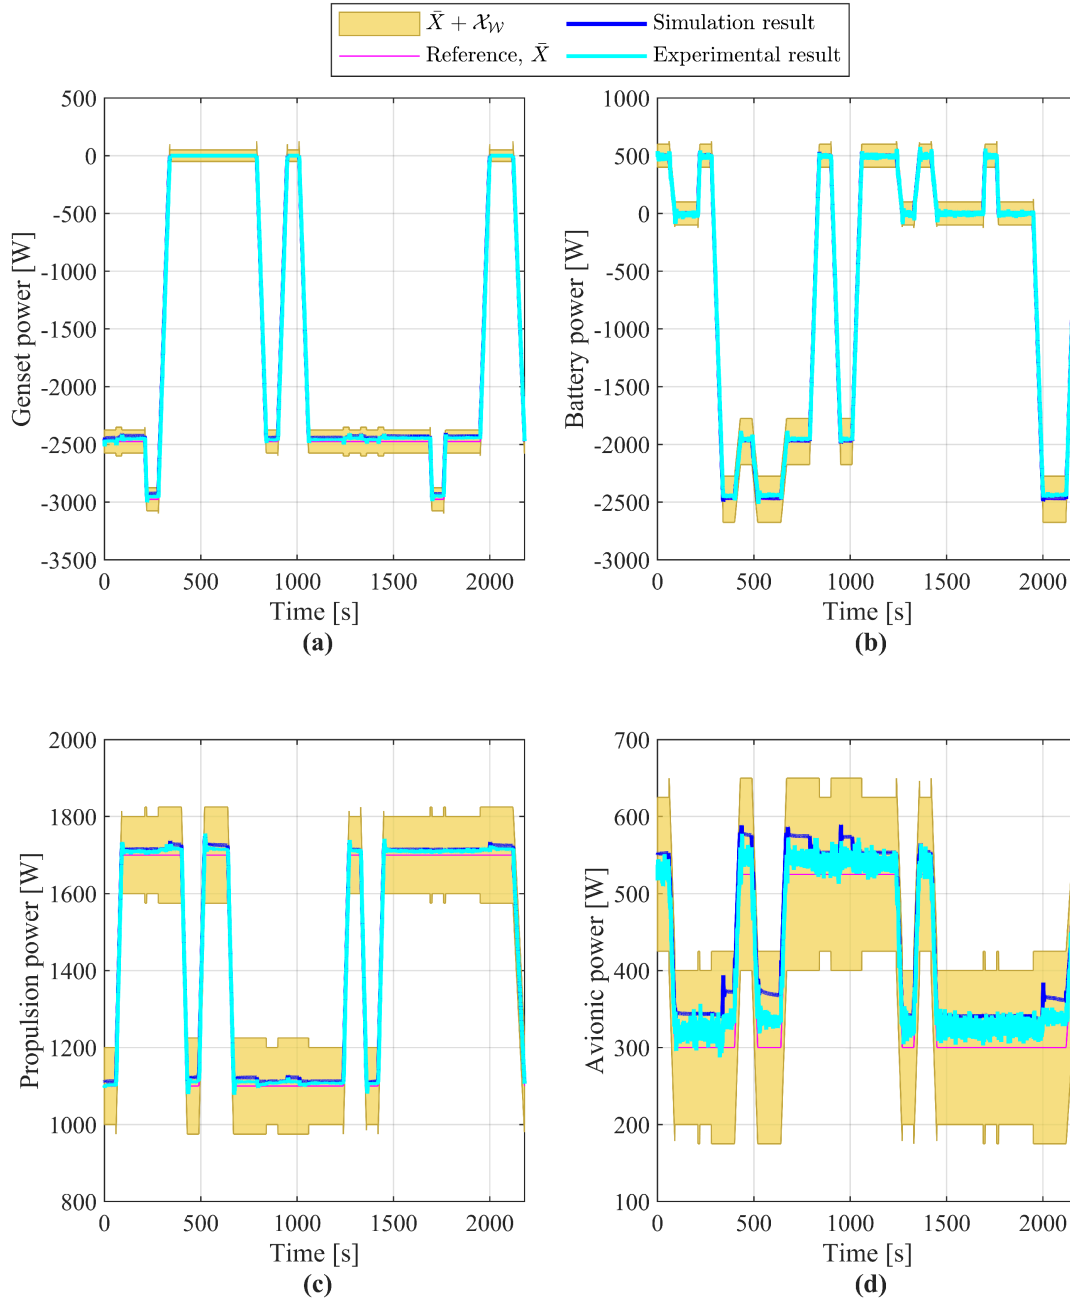 X̄ + 𝒳_𝒲
Simulation result
Reference, X̄
Experimental result
500
0
-500
-1000
-1500
-2000
-2500
-3000
-3500
Genset power [W]
0 500 1000 1500 2000
Time [s]
(a)
1000
500
0
-500
-1000
-1500
-2000
-2500
-3000
Battery power [W]
0 500 1000 1500 2000
Time [s]
(b)
2000
1800
1600
1400
1200
1000
800
Propulsion power [W]
0 500 1000 1500 2000
Time [s]
(c)
700
600
500
400
300
200
100
Avionic power [W]
0 500 1000 1500 2000
Time [s]
(d)